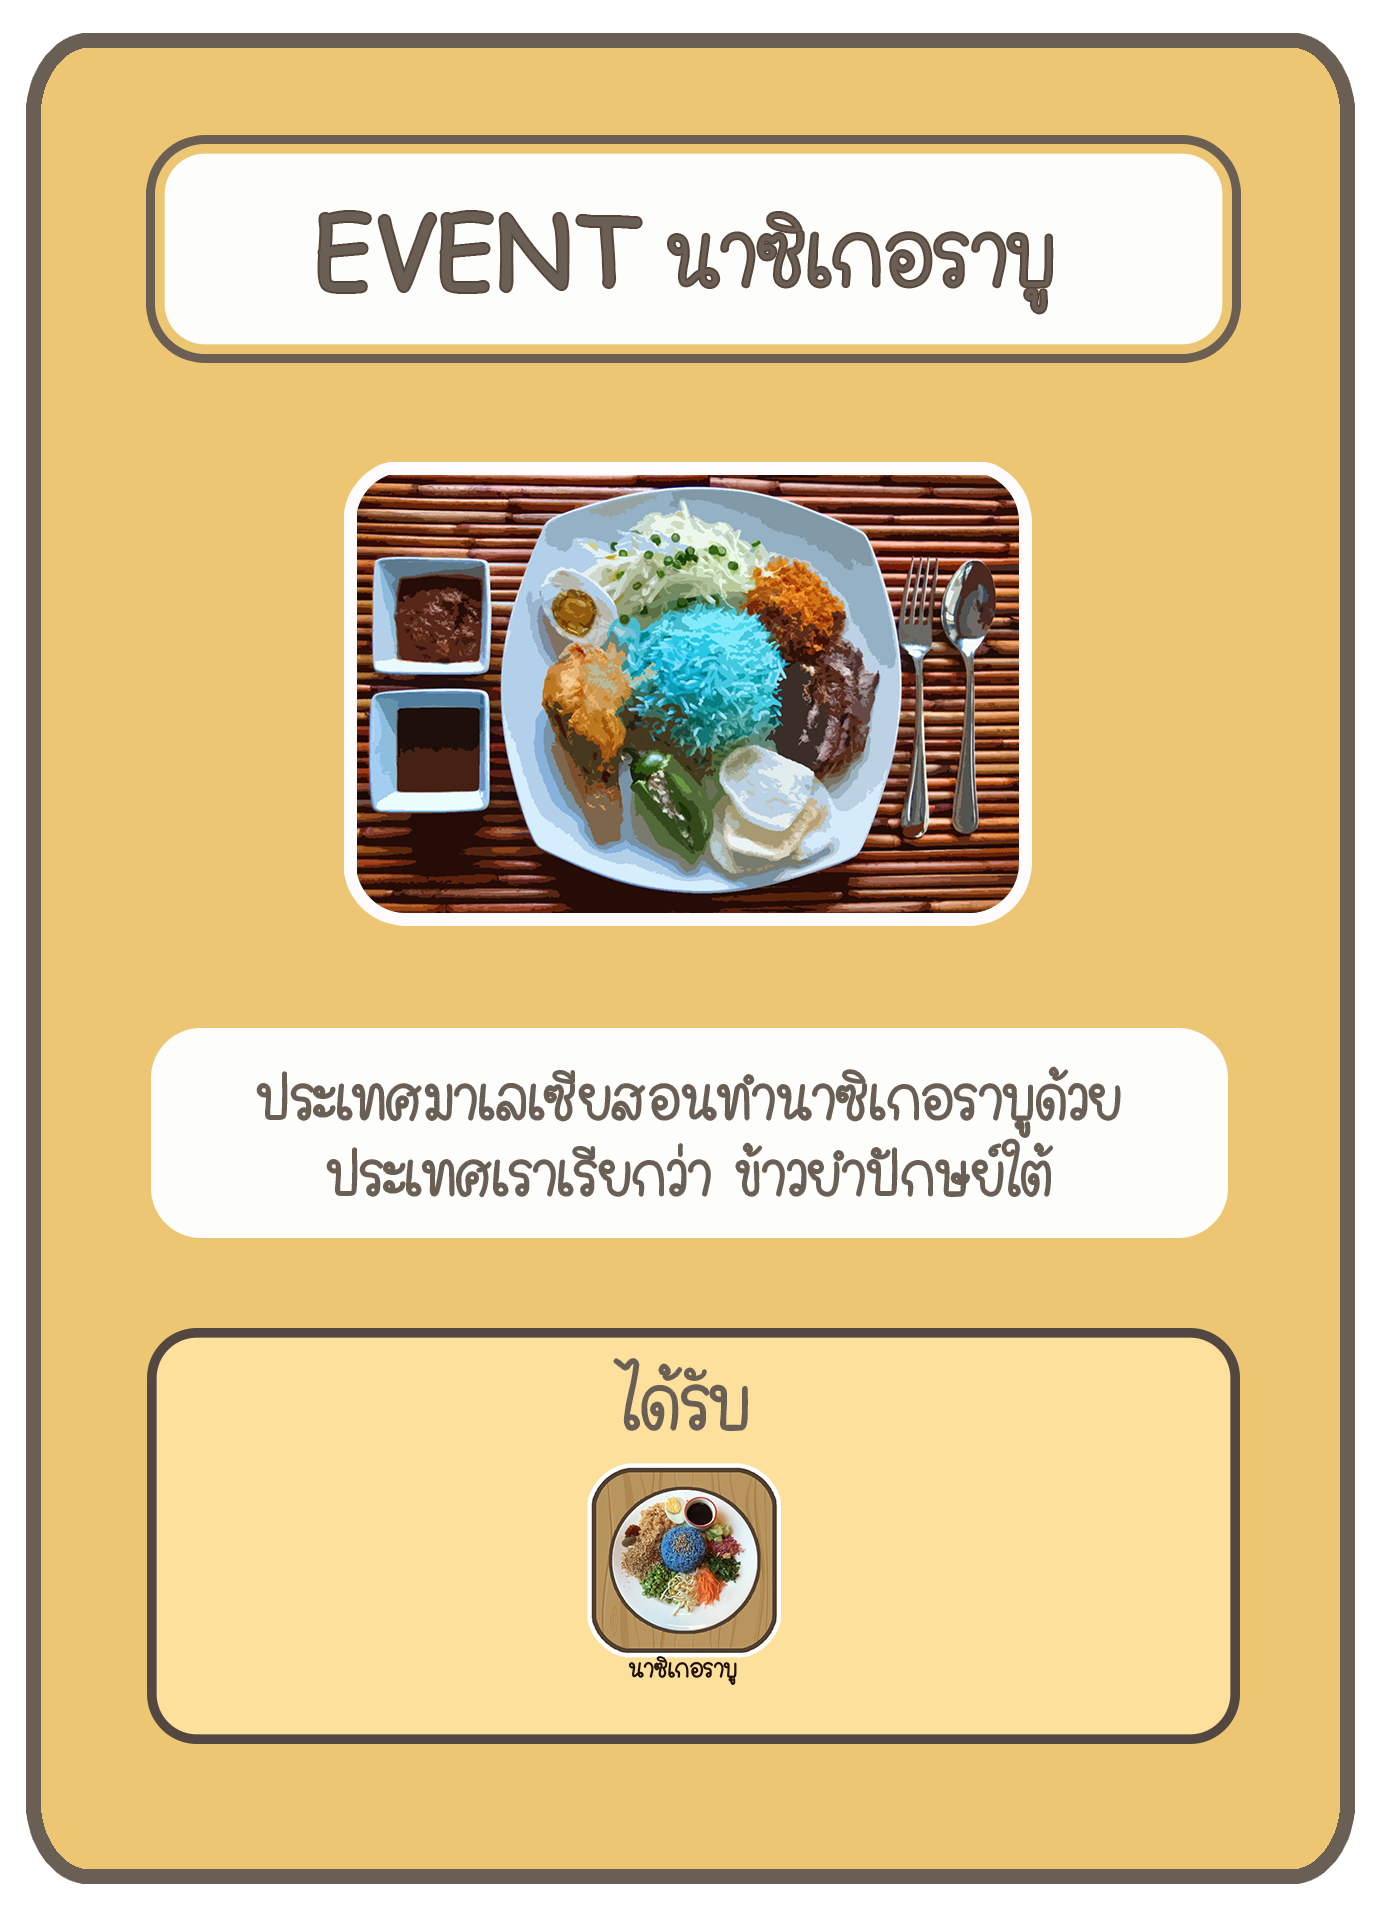 EVENT นาซิเกอราบู
ประเทศมาเลเซียสอนทำนาซิเกอราบูด้วย
ประเทศเราเรียกว่า ข้าวยำปักษย์ใต้
ได้รับ
นาซิเกอราบู